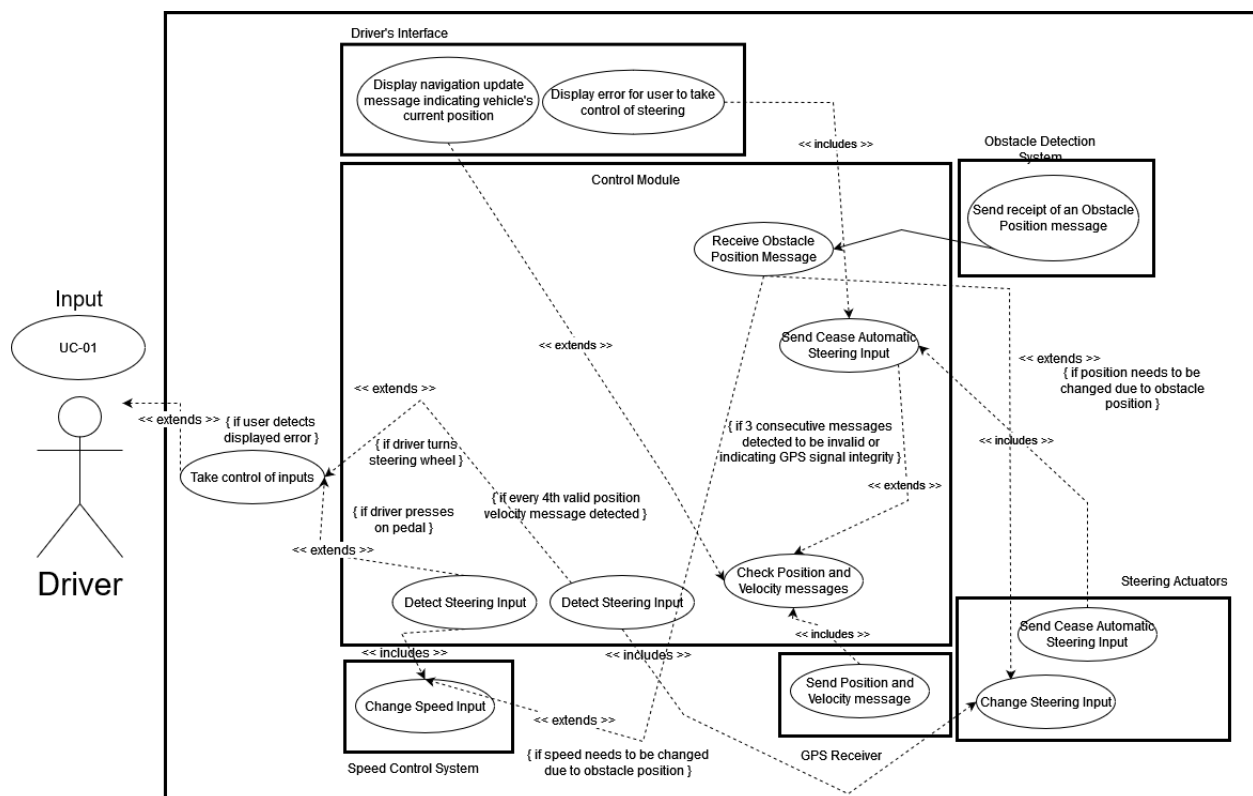 Driver's Interface
Display navigation update
message indicating vehicle's
current position
Display error for user to take
control of steering
<< includes >>
Obstacle Detection
System
Send receipt of an Obstacle
Position message
Control Module
Receive Obstacle
Position Message
Input
UC-01
Send Cease Automatic
Steering Input
<< extends >>
<< extends >>
{ if position needs to be
changed due to obstacle
position }
<< extends >>
<< extends >>
{ if user detects
displayed error }
{ if driver turns
steering wheel }
{ if 3 consecutive messages
detected to be invalid or
indicating GPS signal integrity }
<< includes >>
Take control of inputs
<< extends >>
{ if every 4th valid position
velocity message detected }
{ if driver presses
on pedal }
<< extends >>
Driver
Check Position and
Velocity messages
Steering Actuators
Detect Steering Input
Detect Steering Input
Send Cease Automatic
Steering Input
<< includes >>
<< includes >>
<< includes >>
Send Position and
Velocity message
Change Speed Input
Change Steering Input
<< extends >>
{ if speed needs to be changed
due to obstacle position }
GPS Receiver
Speed Control System